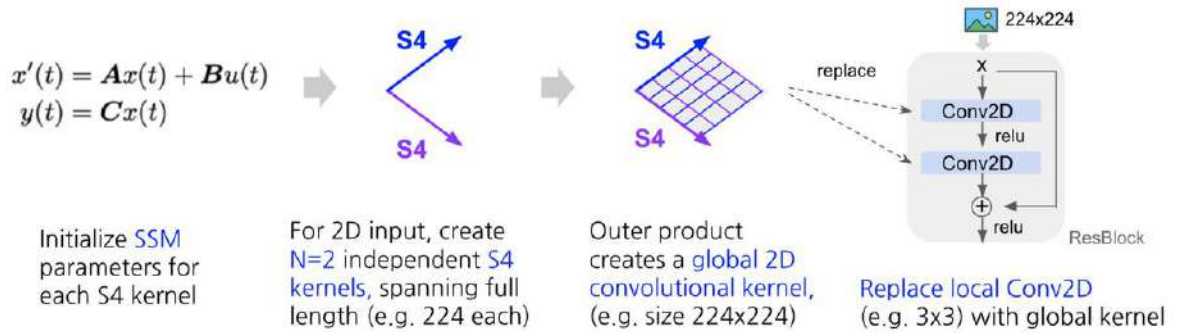 x′(t) = Ax(t) + Bu(t)
y(t) = Cx(t)
S4
S4
S4
S4
replace
224x224
x
Conv2D
relu
Conv2D
+
relu
ResBlock
Initialize SSM
parameters for
each S4 kernel
For 2D input, create
N=2 independent S4
kernels, spanning full
length (e.g. 224 each)
Outer product
creates a global 2D
convolutional kernel,
(e.g. size 224x224)
Replace local Conv2D
(e.g. 3x3) with global kernel